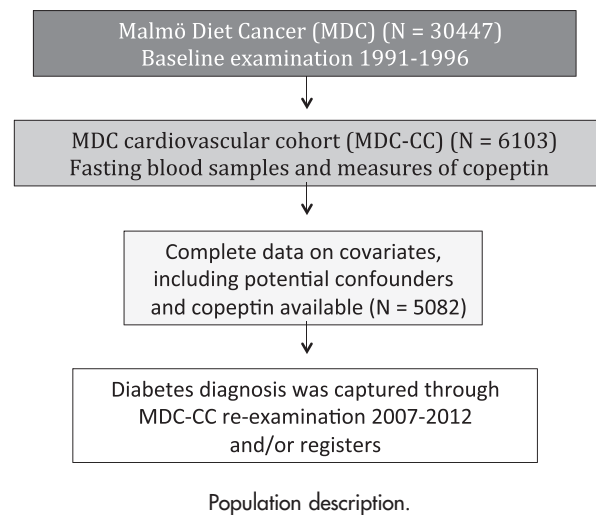 Malmö Diet Cancer (MDC) (N = 30447)
Baseline examination 1991-1996
MDC cardiovascular cohort (MDC-CC) (N = 6103)
Fasting blood samples and measures of copeptin
Complete data on covariates,
including potential confounders
and copeptin available (N = 5082)
Diabetes diagnosis was captured through
MDC-CC re-examination 2007-2012
and/or registers
Population description.